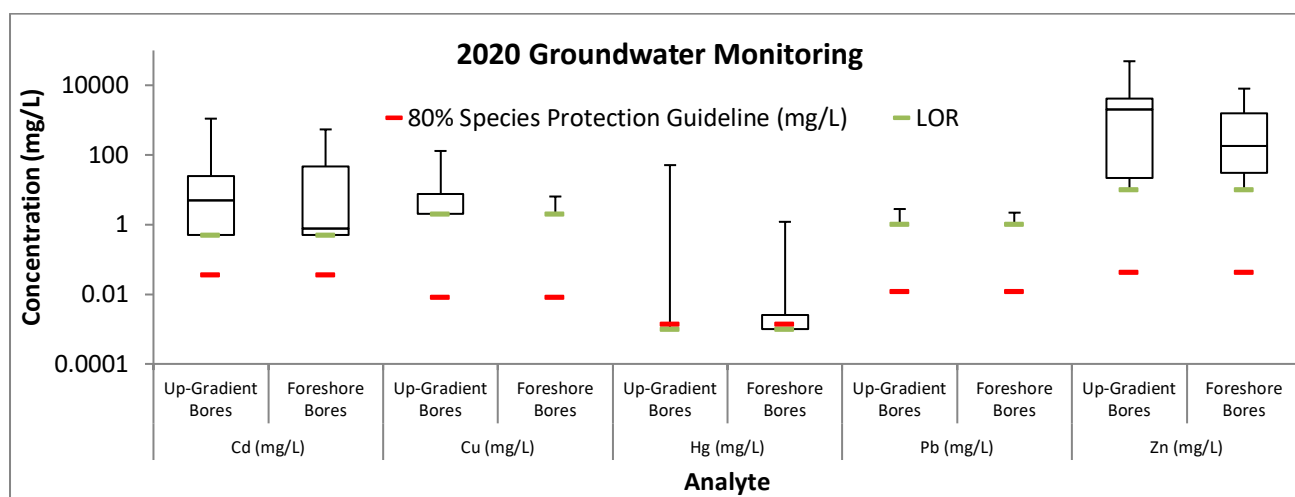 2020 Groundwater Monitoring
80% Species Protection Guideline (mg/L) LOR
Concentration (mg/L)
10000
100
1
0.01
0.0001
Up-Gradient Foreshore Up-Gradient Foreshore Up-Gradient Foreshore Up-Gradient Foreshore Up-Gradient Foreshore
Bores Bores Bores Bores Bores Bores Bores Bores Bores Bores
Cd (mg/L) Cu (mg/L) Hg (mg/L) Pb (mg/L) Zn (mg/L)
Analyte